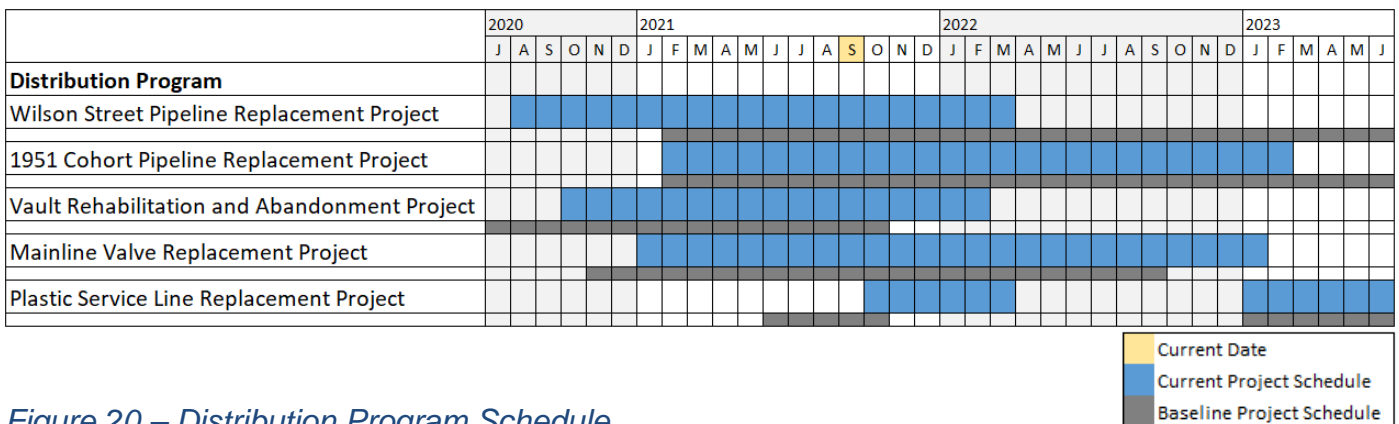 2020 2021 2022 2023
J A S O N D J F M A M J J A S O N D J F M A M J J A S O N D J F M A M J
Distribution Program
Wilson Street Pipeline Replacement Project
1951 Cohort Pipeline Replacement Project
Vault Rehabilitation and Abandonment Project
Mainline Valve Replacement Project
Plastic Service Line Replacement Project
Current Date
Current Project Schedule
Baseline Project Schedule
Figure 20 – Distribution Program Schedule